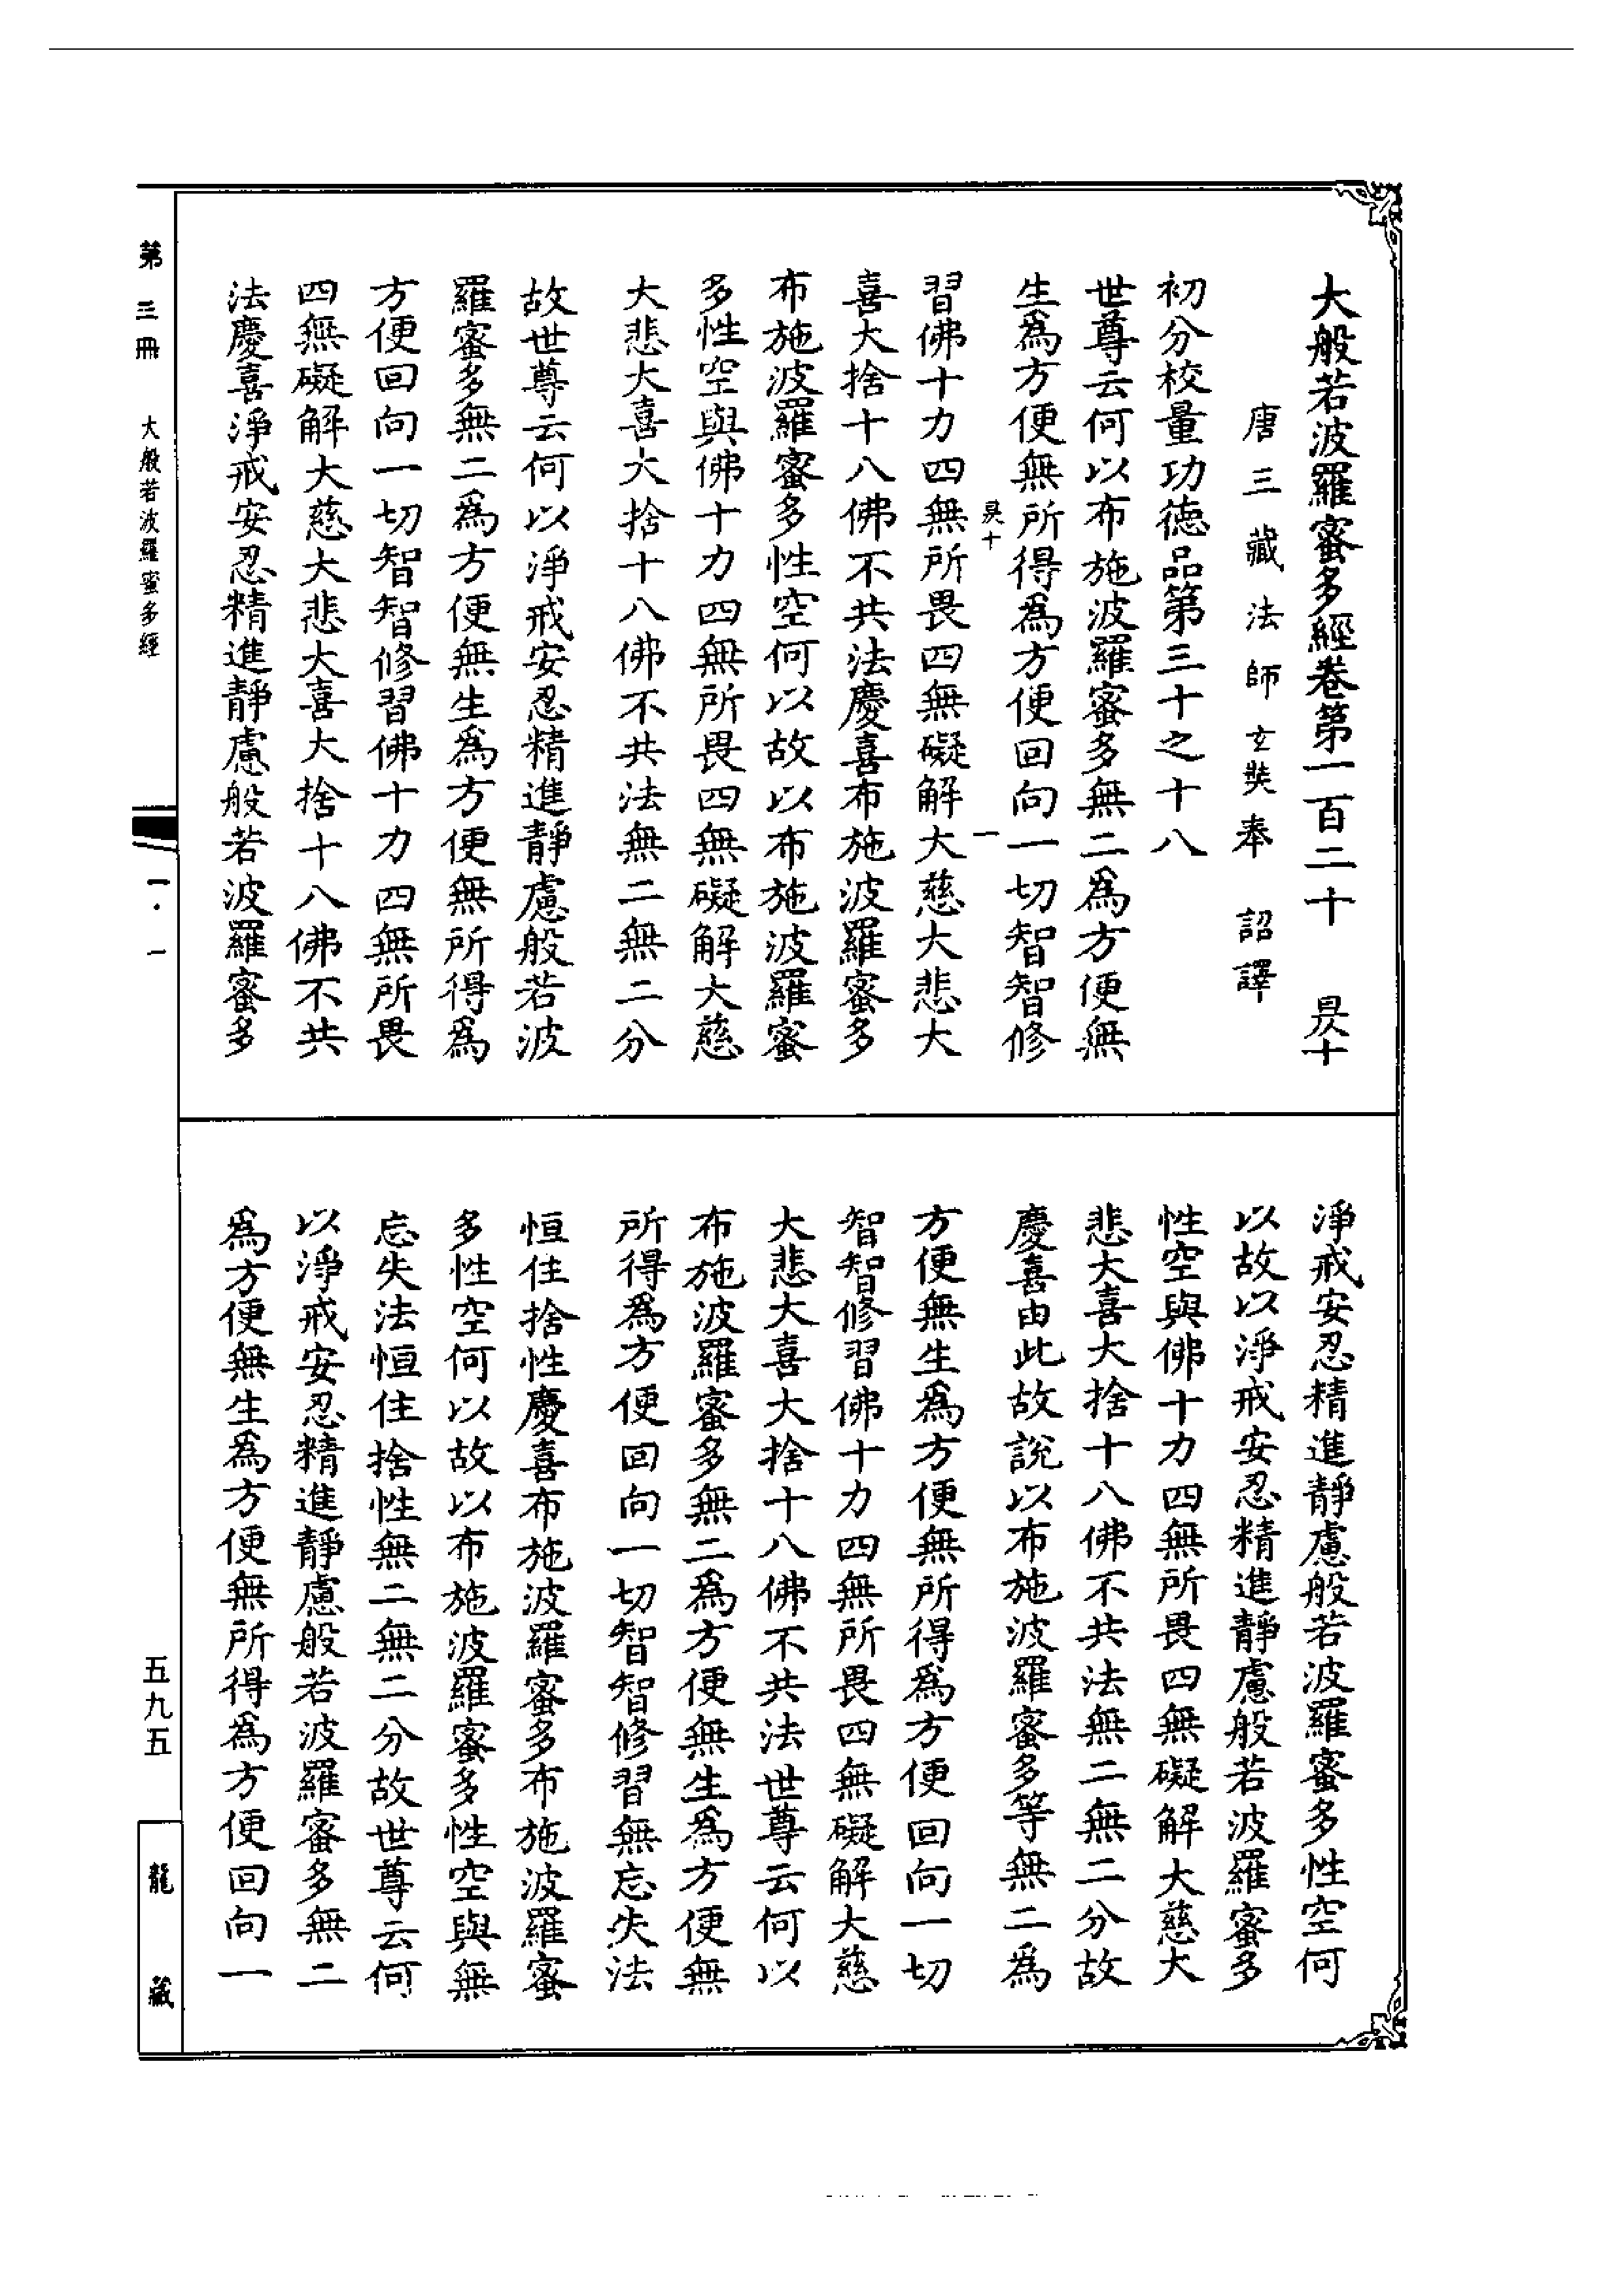 大般若波羅蜜多經卷第一百二十 昃十
唐三藏法師玄奘奉 詔譯
初分校量功德品第三十之十八
世尊云何以布施波羅蜜多無二爲方便無
生爲方便無所得爲方便回向一切智智修
昃十 一
習佛十力四無所畏四無礙解大慈大悲大
喜大捨十八佛不共法慶喜布施波羅蜜多
布施波羅蜜多性空何以故以布施波羅蜜
多性空與佛十力四無所畏四無礙解大慈
大悲大喜大捨十八佛不共法無二無二分
故世尊云何以淨戒安忍精進靜慮般若波
羅蜜多無二爲方便無生爲方便無所得爲
方便回向一切智智修習佛十力四無所畏
四無礙解大慈大悲大喜大捨十八佛不共
法慶喜淨戒安忍精進靜慮般若波羅蜜多
淨戒安忍精進靜慮般若波羅蜜多性空何
以故以淨戒安忍精進靜慮般若波羅蜜多
性空與佛十力四無所畏四無礙解大慈大
悲大喜大捨十八佛不共法無二無二分故
慶喜由此故說以布施波羅蜜多等無二爲
方便無生爲方便無所得爲方便回向一切
智智修習佛十力四無所畏四無礙解大慈
大悲大喜大捨十八佛不共法世尊云何以
布施波羅蜜多無二爲方便無生爲方便無
所得爲方便回向一切智智修習無忘失法
恒住捨性慶喜布施波羅蜜多布施波羅蜜
多性空何以故以布施波羅蜜多性空與無
忘失法恒住捨性無二無二分故世尊云何
以淨戒安忍精進靜慮般若波羅蜜多無二
爲方便無生爲方便無所得爲方便回向一
第三冊 大般若波羅蜜多經
一·一
五九五
龍藏